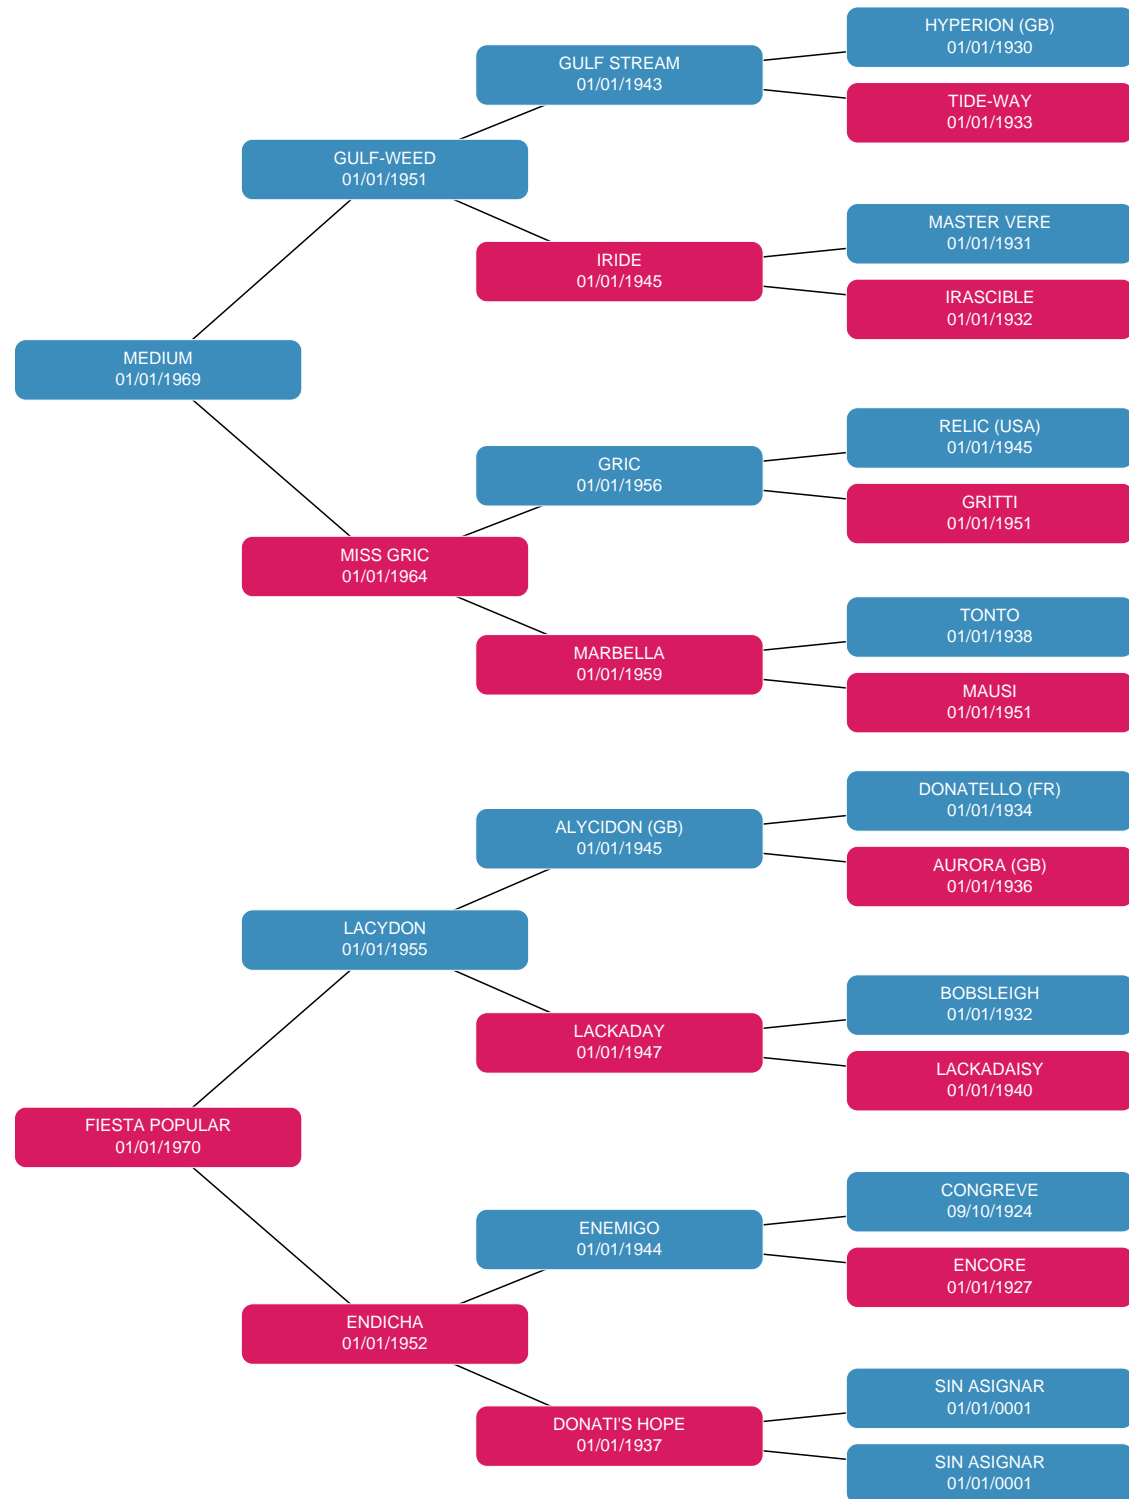 HYPERION (GB)
01/01/1930
GULF STREAM
01/01/1943
TIDE-WAY
01/01/1933
GULF-WEED
01/01/1951
MASTER VERE
01/01/1931
IRIDE
01/01/1945
IRASCIBLE
01/01/1932
MEDIUM
01/01/1969
RELIC (USA)
01/01/1945
GRIC
01/01/1956
GRITTI
01/01/1951
MISS GRIC
01/01/1964
TONTO
01/01/1938
MARBELLA
01/01/1959
MAUSI
01/01/1951
DONATELLO (FR)
01/01/1934
ALYCIDON (GB)
01/01/1945
AURORA (GB)
01/01/1936
LACYDON
01/01/1955
BOBSLEIGH
01/01/1932
LACKADAY
01/01/1947
LACKADAISY
01/01/1940
FIESTA POPULAR
01/01/1970
CONGREVE
09/10/1924
ENEMIGO
01/01/1944
ENCORE
01/01/1927
ENDICHA
01/01/1952
SIN ASIGNAR
01/01/0001
DONATI'S HOPE
01/01/1937
SIN ASIGNAR
01/01/0001